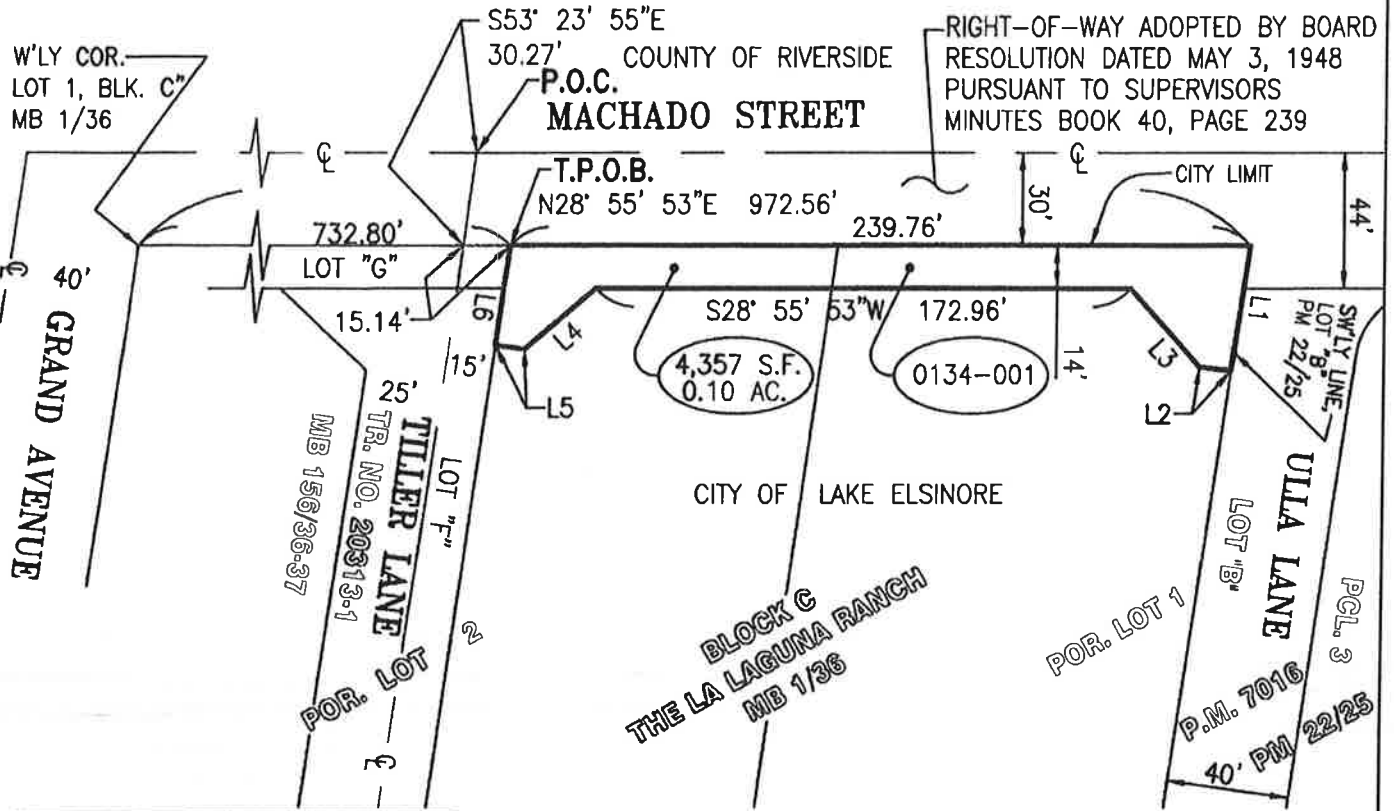 W'LY COR.
LOT 1, BLK. C"
MB 1/36
S53° 23' 55"E
30.27'
COUNTY OF RIVERSIDE
P.O.C.
MACHADO STREET
RIGHT-OF-WAY ADOPTED BY BOARD
RESOLUTION DATED MAY 3, 1948
PURSUANT TO SUPERVISORS
MINUTES BOOK 40, PAGE 239
℄
℄
T.P.O.B.
N28° 55' 53"E 972.56'
CITY LIMIT
30'
44'
732.80'
239.76'
LOT "G"
℄
40'
GRAND AVENUE
15.14'
L6
L4
S28° 55' 53"W 172.96'
L1
SW'LY LINE,
LOT "B"
PM 22/25
15'
4,357 S.F.
0.10 AC.
0134-001
14'
L3
L5
L2
25'
TILLER LANE
LOT "F"
TR. NO. 20313-1
MB 156/36-37
CITY OF LAKE ELSINORE
ULLA LANE
LOT "B"
PCL. 3
POR. LOT 2
BLOCK C
THE LA LAGUNA RANCH
MB 1/36
POR. LOT 1
P.M. 7016
PM 22/25
40'
℄